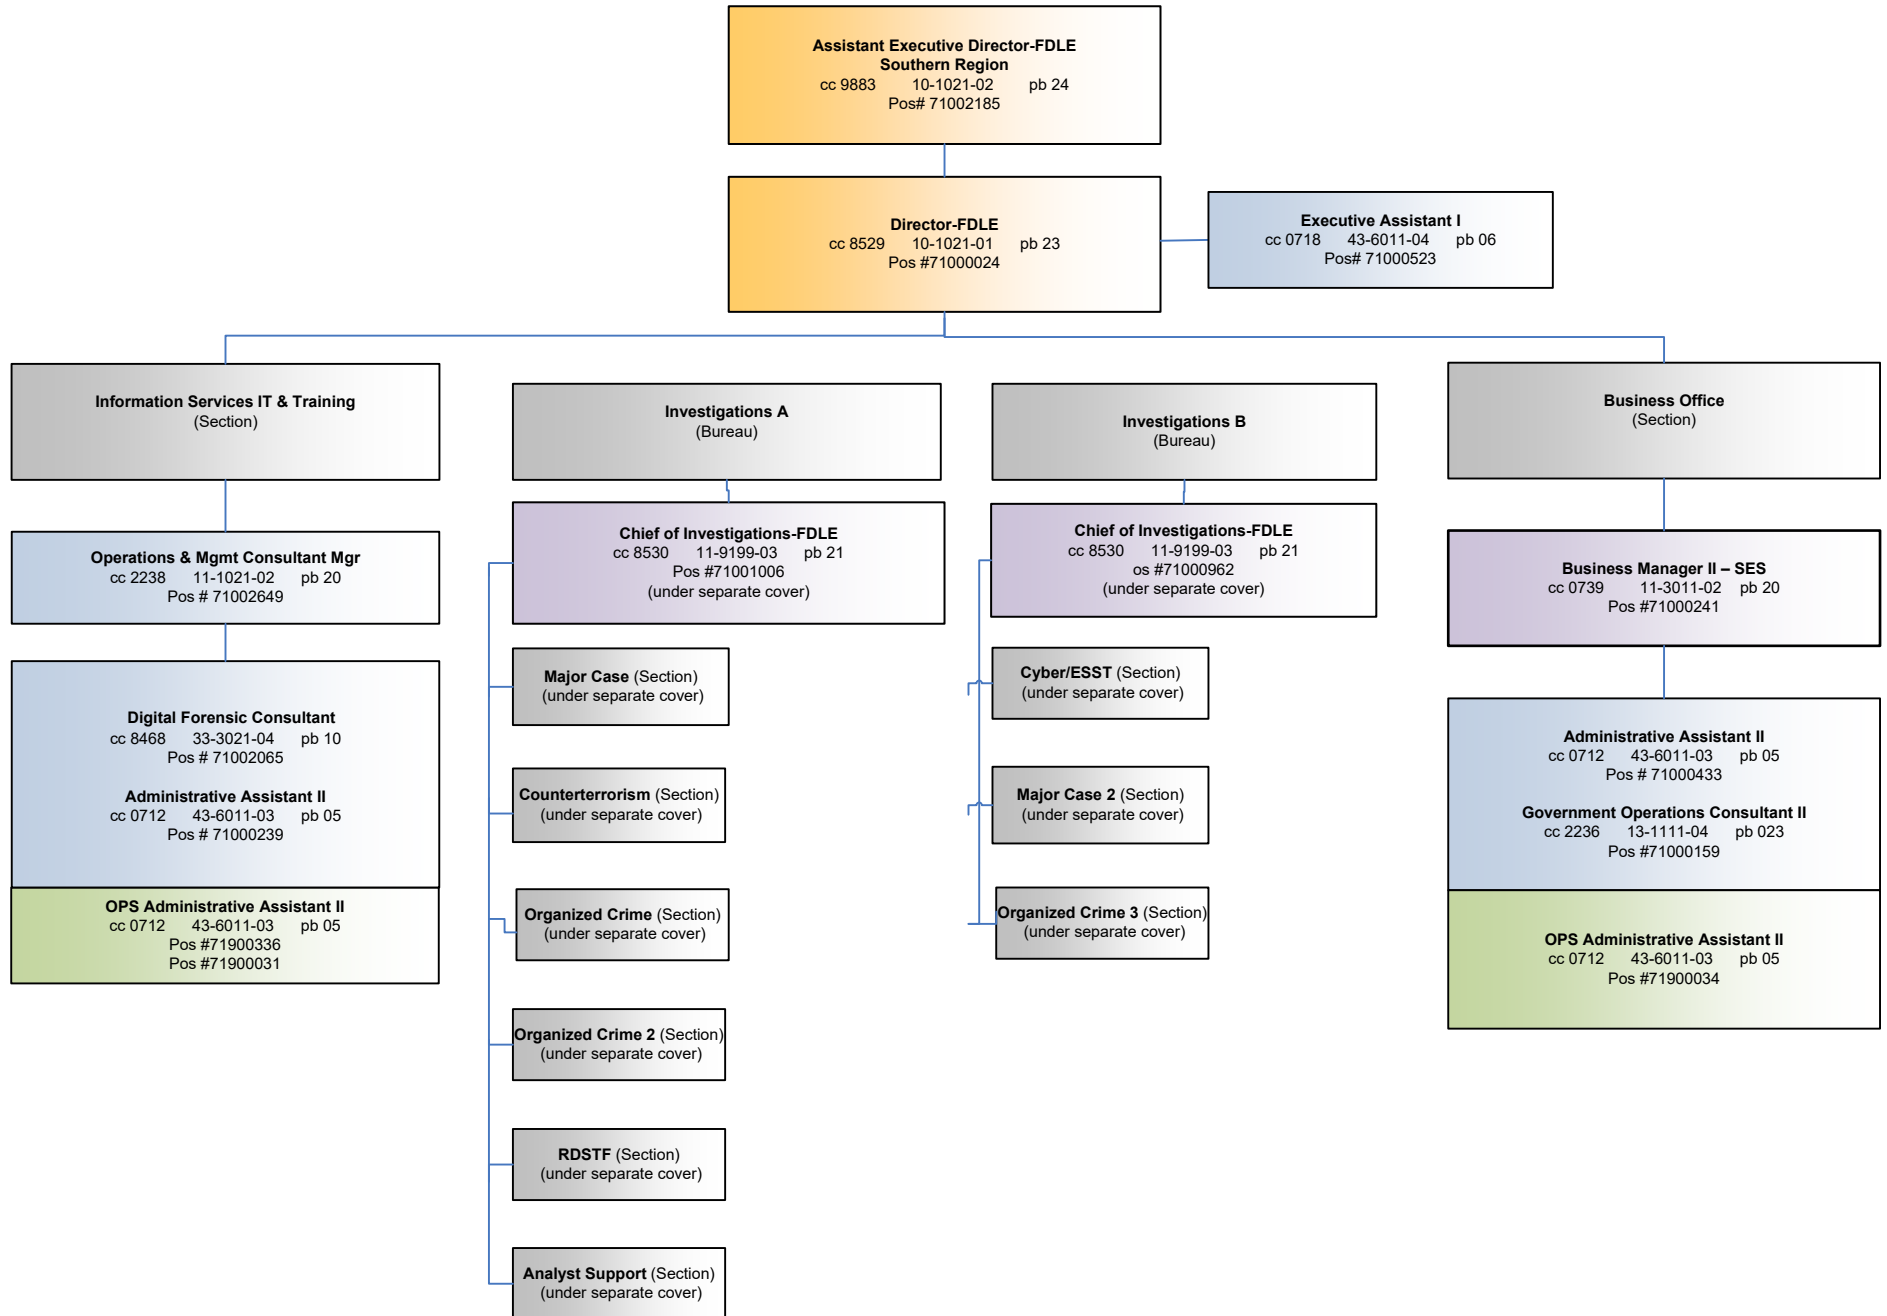 Assistant Executive Director-FDLE
Southern Region
cc 9883 10-1021-02 pb 24
Pos# 71002185
Director-FDLE
cc 8529 10-1021-01 pb 23
Pos #71000024
Executive Assistant I
cc 0718 43-6011-04 pb 06
Pos# 71000523
Information Services IT & Training
(Section)
Operations & Mgmt Consultant Mgr
cc 2238 11-1021-02 pb 20
Pos # 71002649
Digital Forensic Consultant
cc 8468 33-3021-04 pb 10
Pos # 71002065
Administrative Assistant II
cc 0712 43-6011-03 pb 05
Pos # 71000239
OPS Administrative Assistant II
cc 0712 43-6011-03 pb 05
Pos #71900336
Pos #71900031
Investigations A
(Bureau)
Chief of Investigations-FDLE
cc 8530 11-9199-03 pb 21
Pos #71001006
(under separate cover)
Major Case (Section)
(under separate cover)
Counterterrorism (Section)
(under separate cover)
Organized Crime (Section)
(under separate cover)
Organized Crime 2 (Section)
(under separate cover)
RDSTF (Section)
(under separate cover)
Analyst Support (Section)
(under separate cover)
Investigations B
(Bureau)
Chief of Investigations-FDLE
cc 8530 11-9199-03 pb 21
os #71000962
(under separate cover)
Cyber/ESST (Section)
(under separate cover)
Major Case 2 (Section)
(under separate cover)
Organized Crime 3 (Section)
(under separate cover)
Business Office
(Section)
Business Manager II – SES
cc 0739 11-3011-02 pb 20
Pos #71000241
Administrative Assistant II
cc 0712 43-6011-03 pb 05
Pos # 71000433
Government Operations Consultant II
cc 2236 13-1111-04 pb 023
Pos #71000159
OPS Administrative Assistant II
cc 0712 43-6011-03 pb 05
Pos #71900034